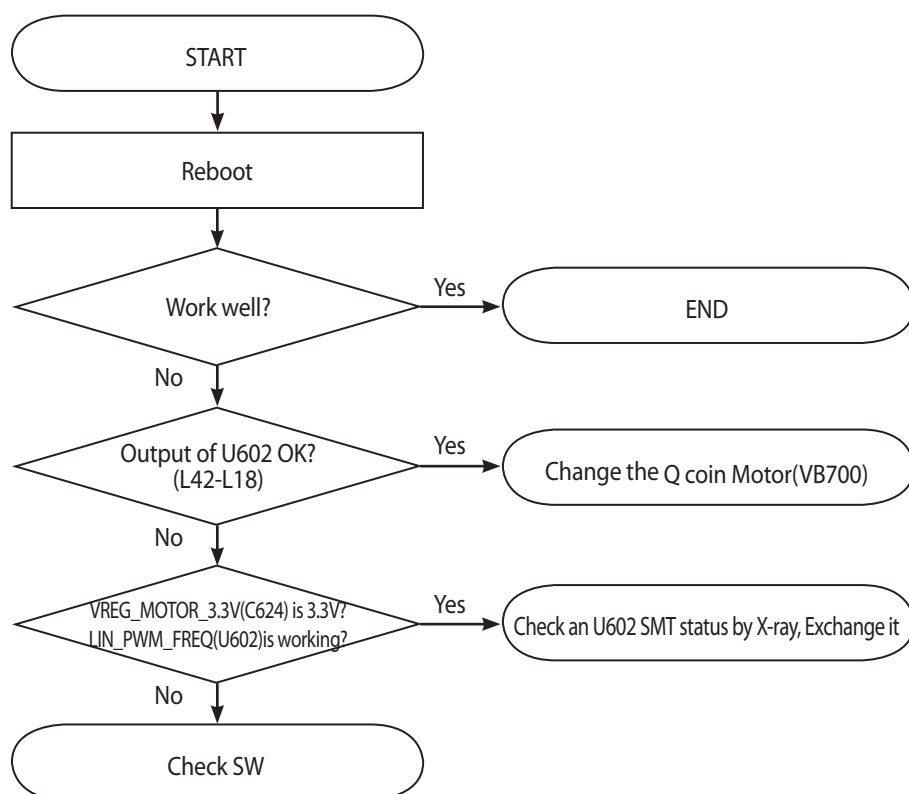 START
Reboot
Work well?
Yes
END
No
Output of U602 OK?
(L42-L18)
Yes
Change the Q coin Motor(VB700)
No
VREG_MOTOR_3.3V(C624) is 3.3V?
LIN_PWM_FREQ(U602)is working?
Yes
Check an U602 SMT status by X-ray, Exchange it
No
Check SW